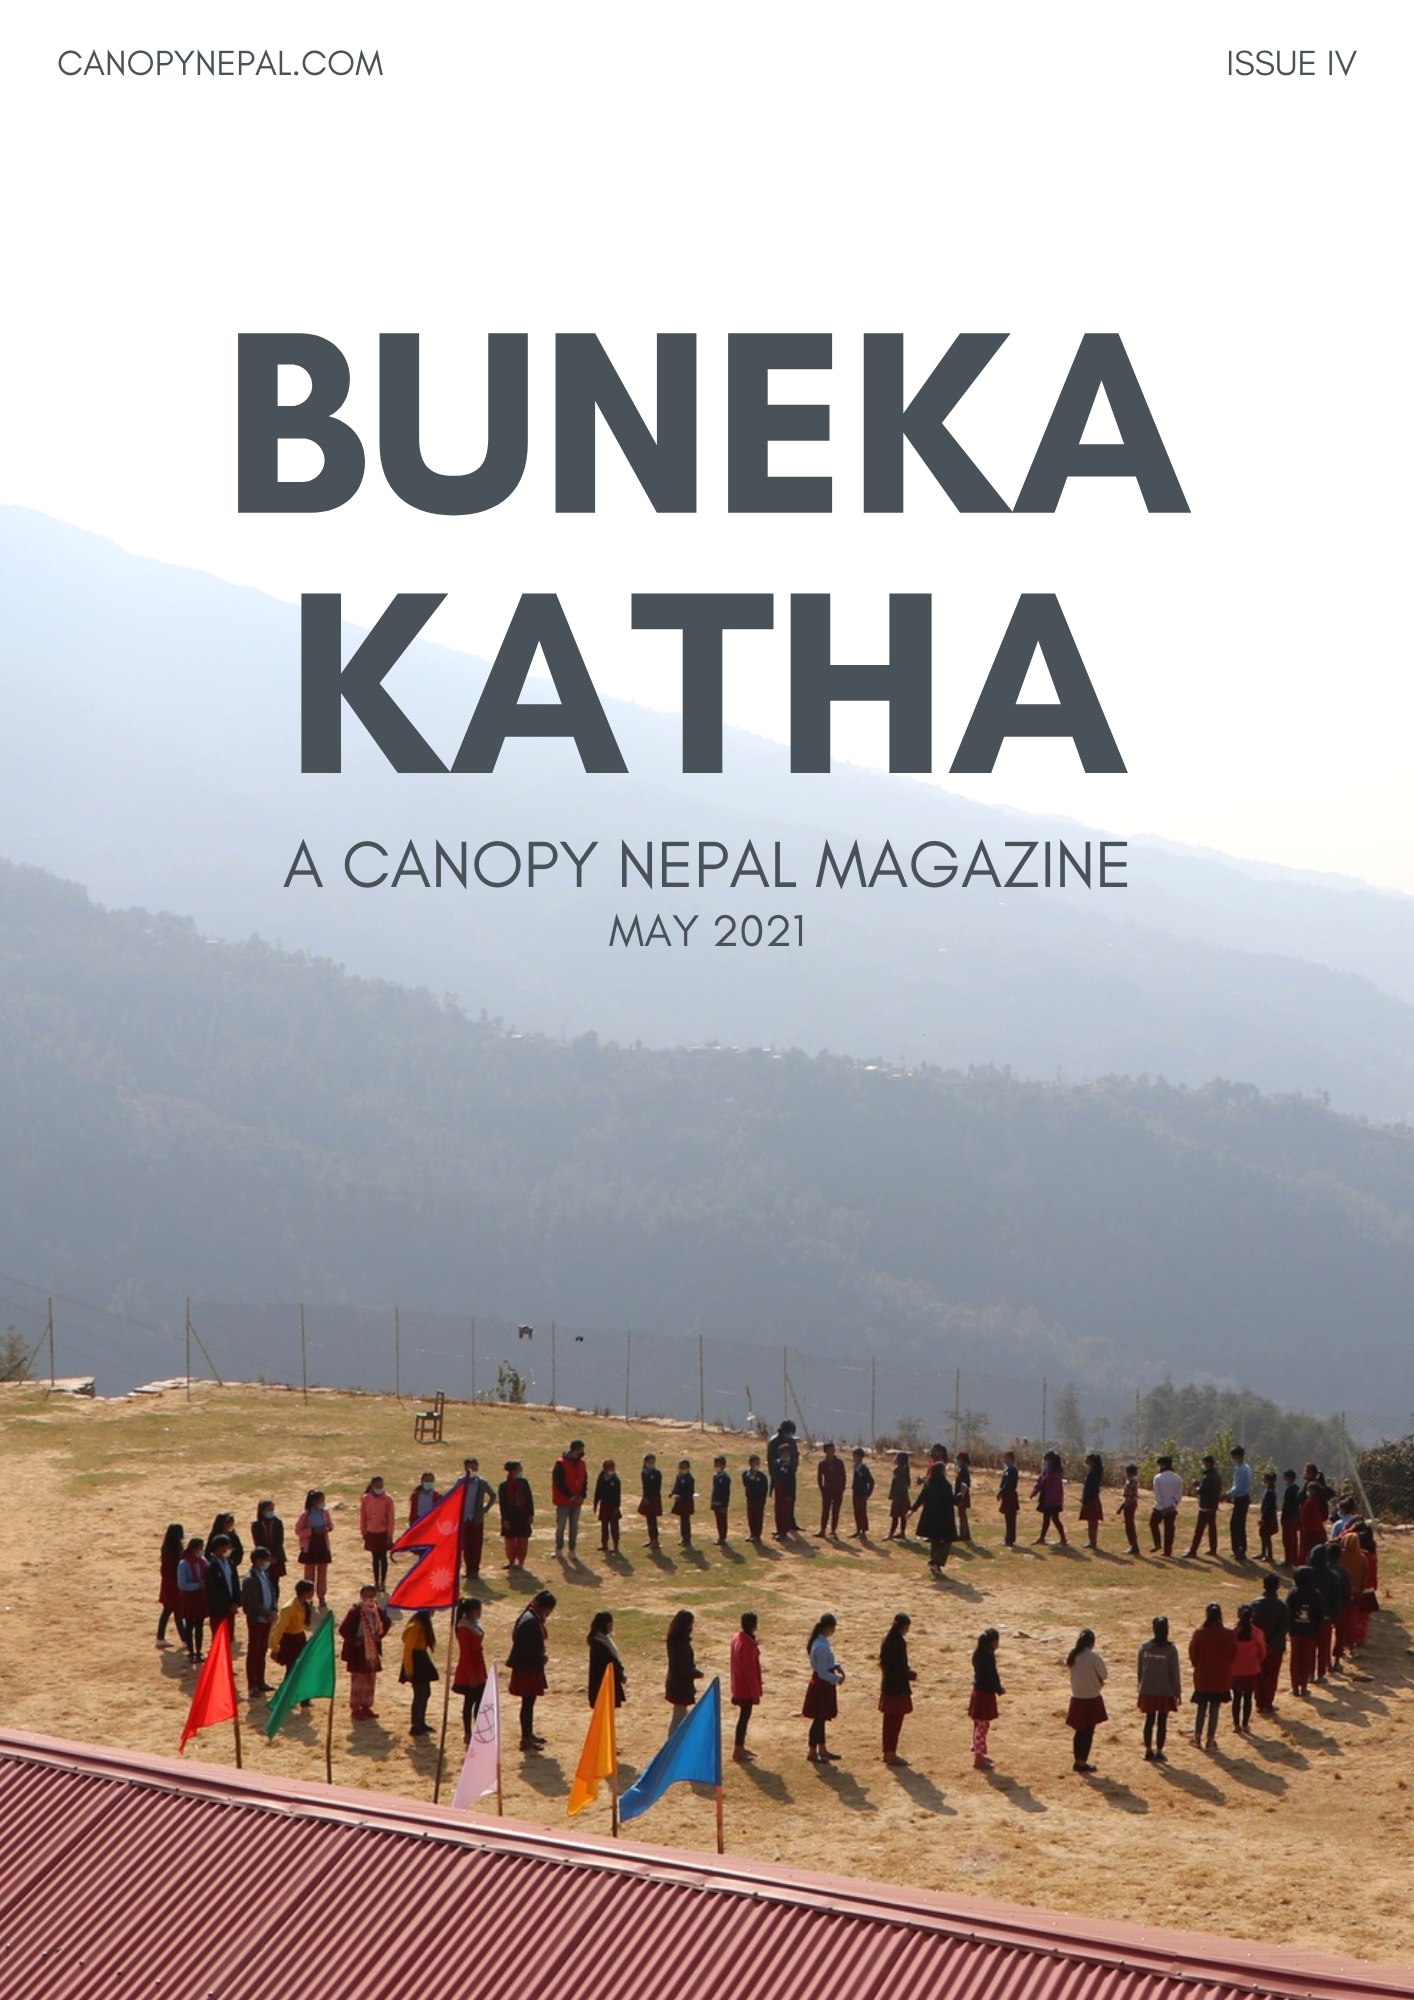 CANOPYNEPAL.COM
ISSUE IV
BUNEKA
KATHA
A CANOPY NEPAL MAGAZINE
MAY 2021